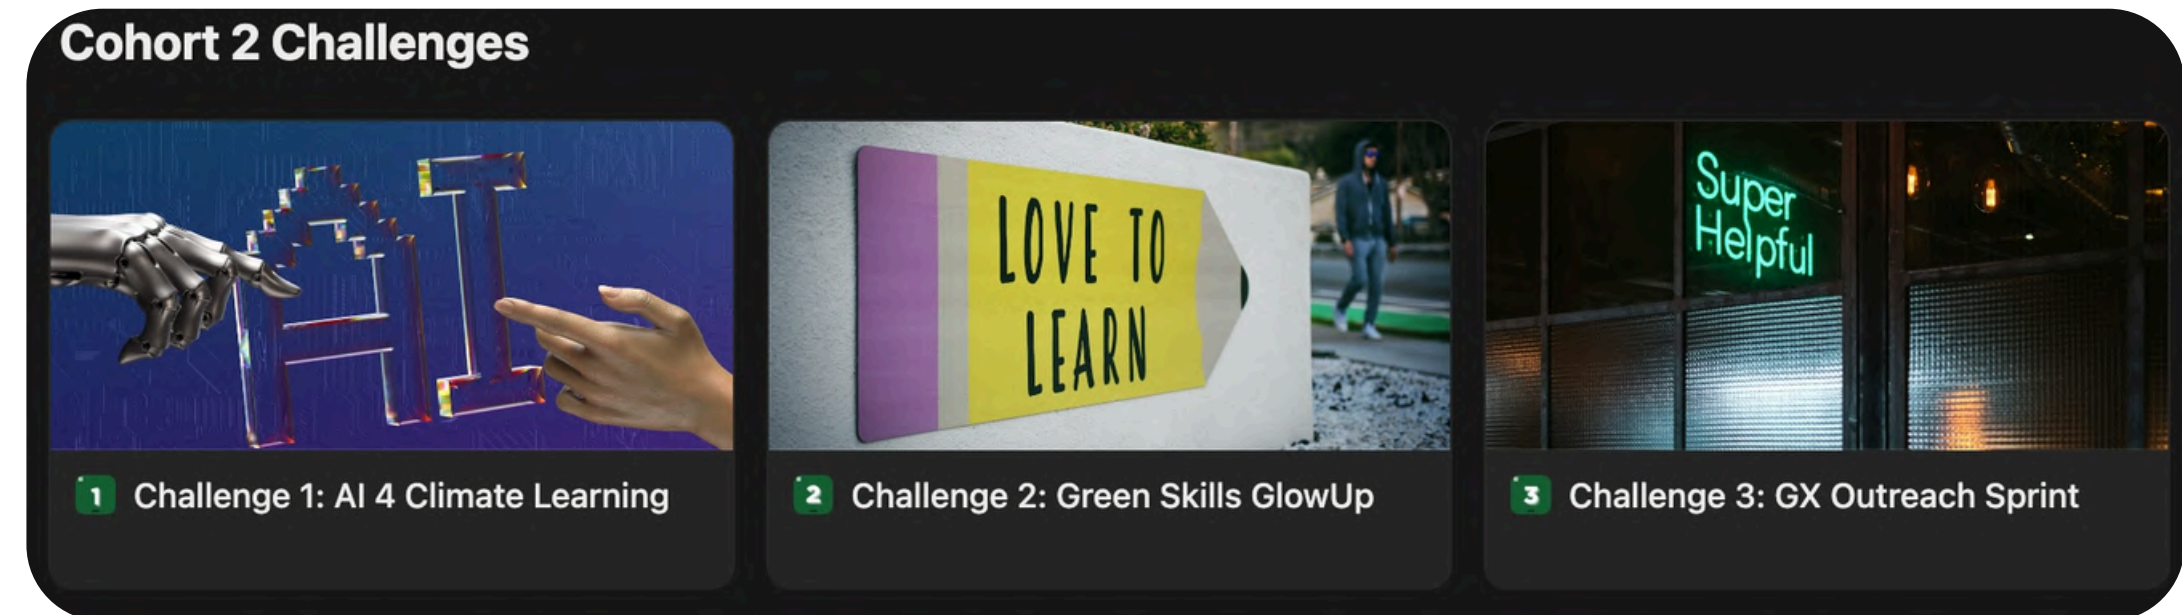 Cohort 2 Challenges
AI
1 Challenge 1: AI 4 Climate Learning
LOVE TO
LEARN
2 Challenge 2: Green Skills GlowUp
Super
Helpful
3 Challenge 3: GX Outreach Sprint